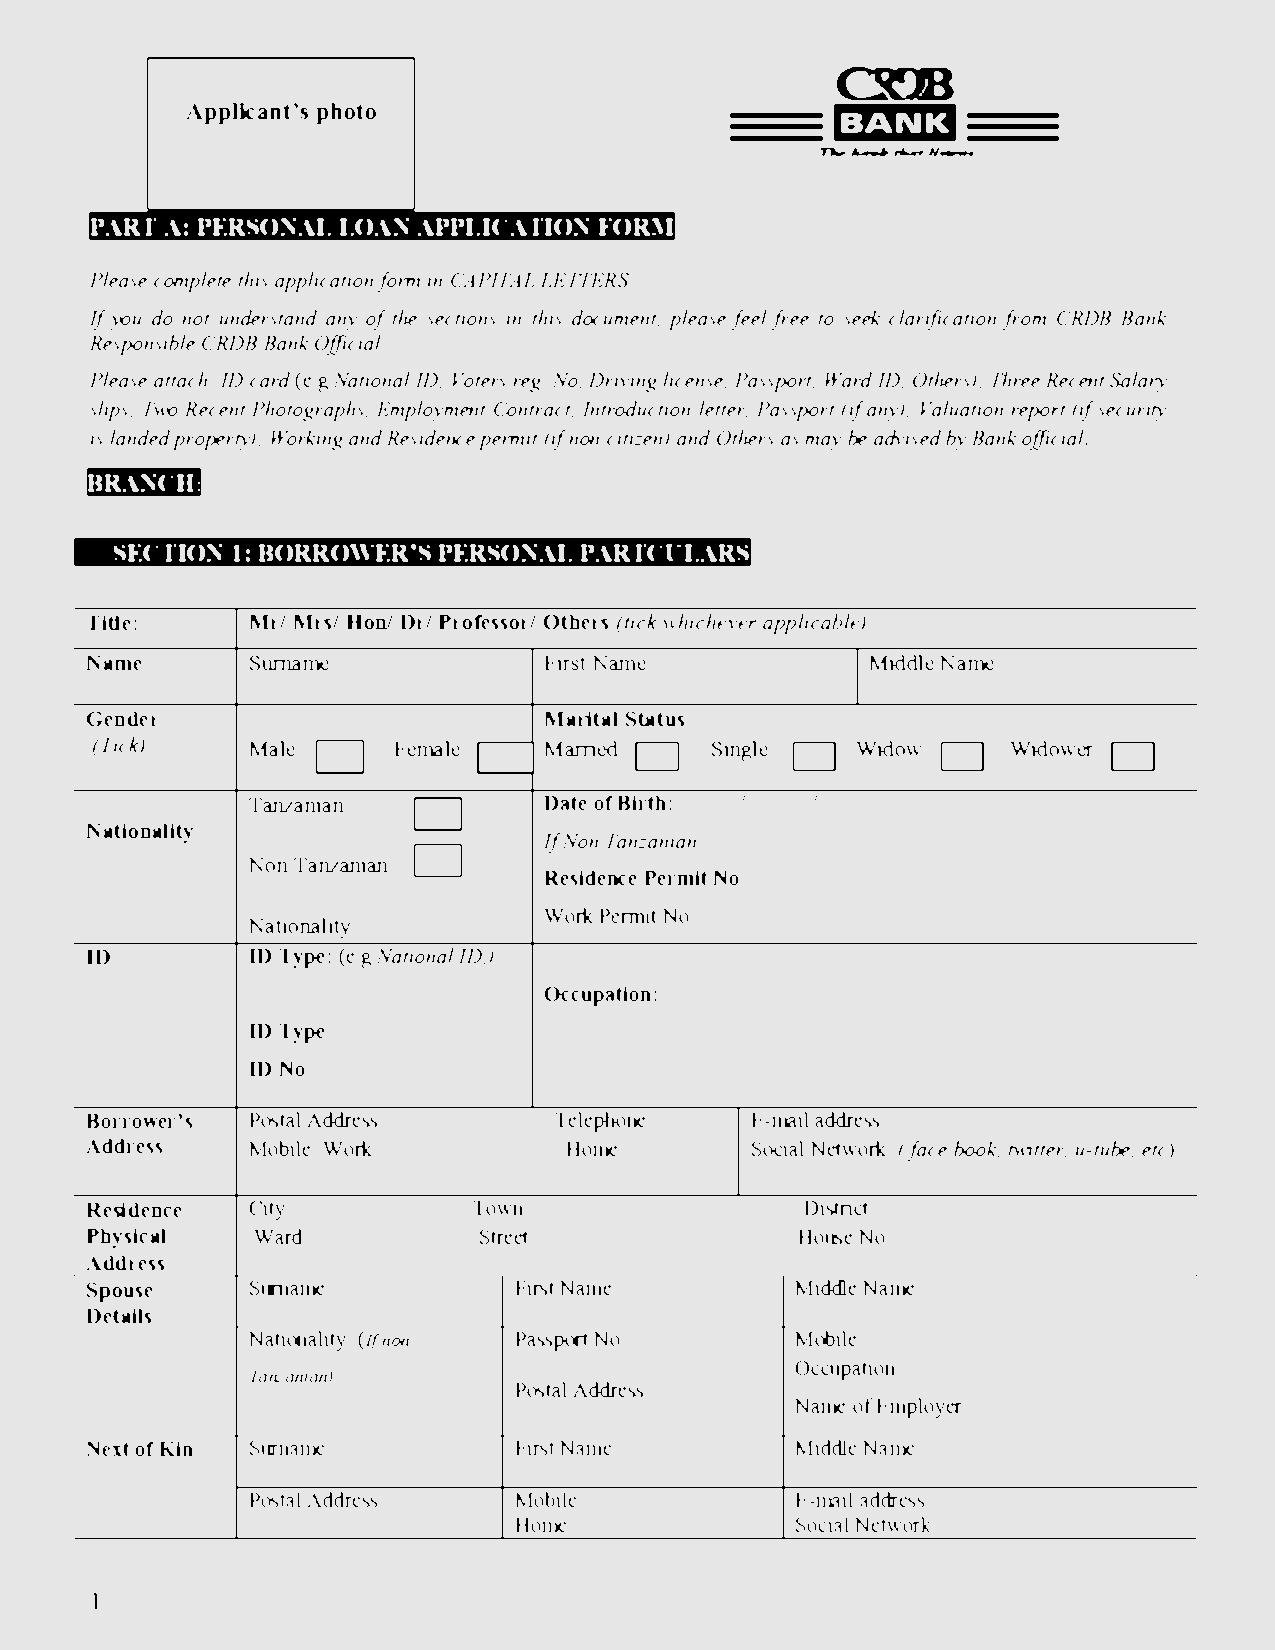 Applicant's photo
CRDB
BANK
The bank that listens
PART A: PERSONAL LOAN APPLICATION FORM
Please complete this application form in CAPITAL LETTERS
If you do not understand any of the sections in this document, please feel free to seek clarification from CRDB Bank
Responsible CRDB Bank Official
Please attach ID card (e.g National ID, Voters reg. No, Driving license, Passport, Ward ID, Others), Three Recent Salary
slips, Two Recent Photographs, Employment Contract, Introduction letter, Passport (if any), Valuation report (if security
is landed property), Working and Residence permit (if non citizen) and Others as may be advised by Bank official.
BRANCH:
SECTION 1: BORROWER'S PERSONAL PARTCULARS
Title: Mr/ Mrs/ Hon/ Dr/ Professor/ Others (tick whichever applicable)
Name Surname First Name Middle Name
Gender Marital Status
(Tick) Male Female Married Single Widow Widower
Tanzanian Date of Birth: / /
Nationality
If Non Tanzanian
Non Tanzanian
Residence Permit No
Work Permit No
Nationality
ID ID Type: (e.g National ID,)
Occupation:
ID Type
ID No
Borrower's Postal Address Telephone E-mail address
Address Mobile Work Home Social Network (face book, twitter, u-tube, etc)
Residence City Town District
Physical Ward Street House No
Address
Spouse Surname First Name Middle Name
Details
Nationality (If non Passport No Mobile
Tanzanian) Occupation
Postal Address
Name of Employer
Next of Kin Surname First Name Middle Name
Postal Address Mobile E-mail address
Home Social Network
1